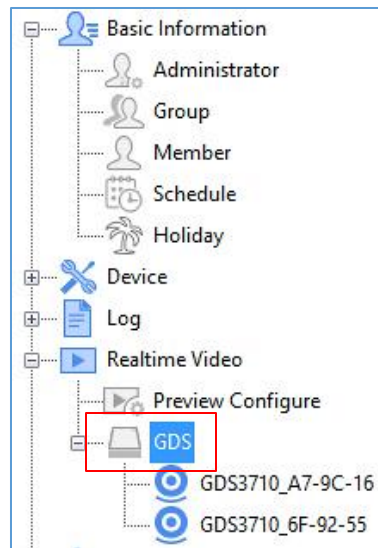 Basic Information
Administrator
Group
Member
Schedule
Holiday
Device
Log
Realtime Video
Preview Configure
GDS
GDS3710_A7-9C-16
GDS3710_6F-92-55